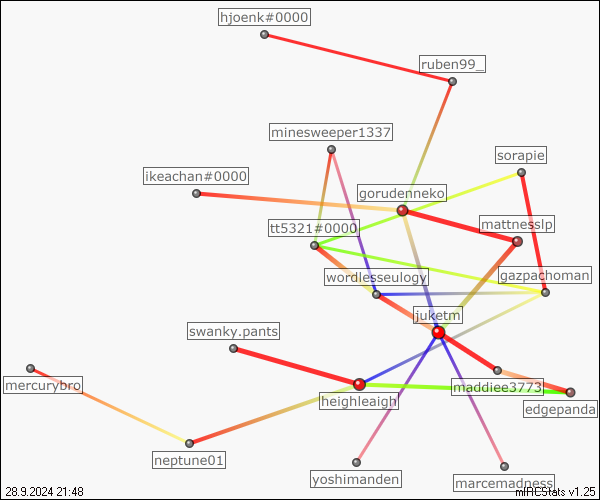 hjoenk#0000
ruben99_
minesweeper1337
sorapie
ikeachan#0000
gorudenneko
tt5321#0000
mattnesslp
wordlesseulogy
gazpachoman
juketm
swanky.pants
mercurybro
maddiee3773
heighleaigh
edgepanda
neptune01
yoshimanden
marcemadness
28.9.2024 21:48
mIRCStats v1.25